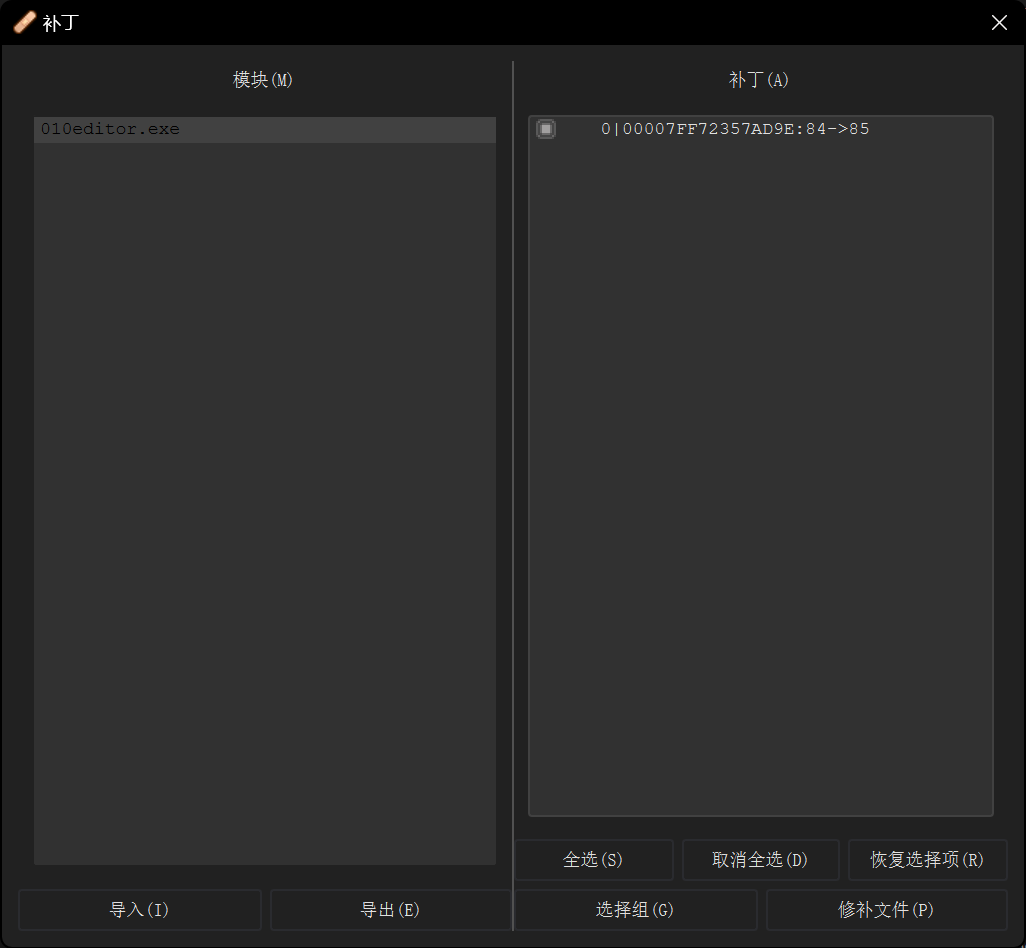 补丁
模块(M)
010editor.exe
补丁(A)
0|00007FF72357AD9E:84->85
全选(S)
取消全选(D)
恢复选择项(R)
导入(I)
导出(E)
选择组(G)
修补文件(P)